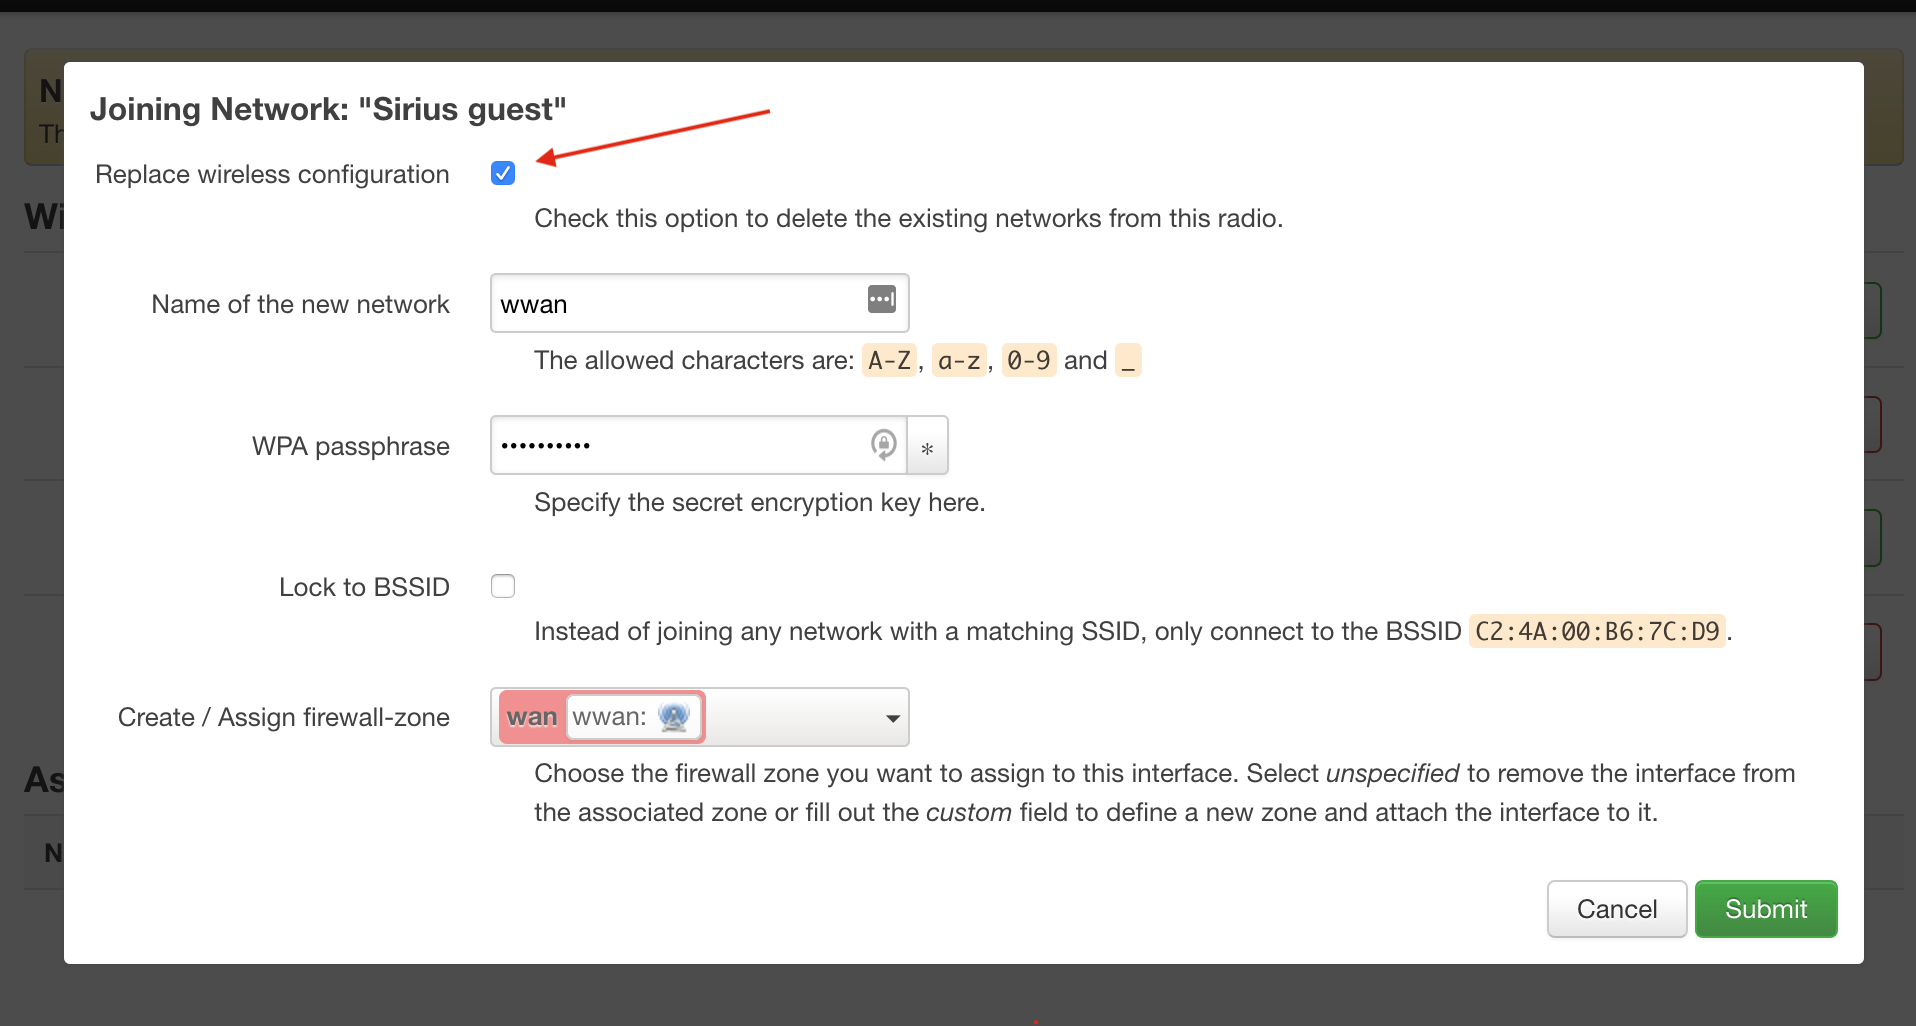 N
Th
Joining Network: "Sirius guest"
Replace wireless configuration
Check this option to delete the existing networks from this radio.
Wi
Name of the new network wwan
The allowed characters are: A-Z, a-z, 0-9 and _
WPA passphrase •••••••••• *
Specify the secret encryption key here.
Lock to BSSID
Instead of joining any network with a matching SSID, only connect to the BSSID C2:4A:00:B6:7C:D9.
Create / Assign firewall-zone wan wwan:
Choose the firewall zone you want to assign to this interface. Select unspecified to remove the interface from
the associated zone or fill out the custom field to define a new zone and attach the interface to it.
As
N
Cancel Submit